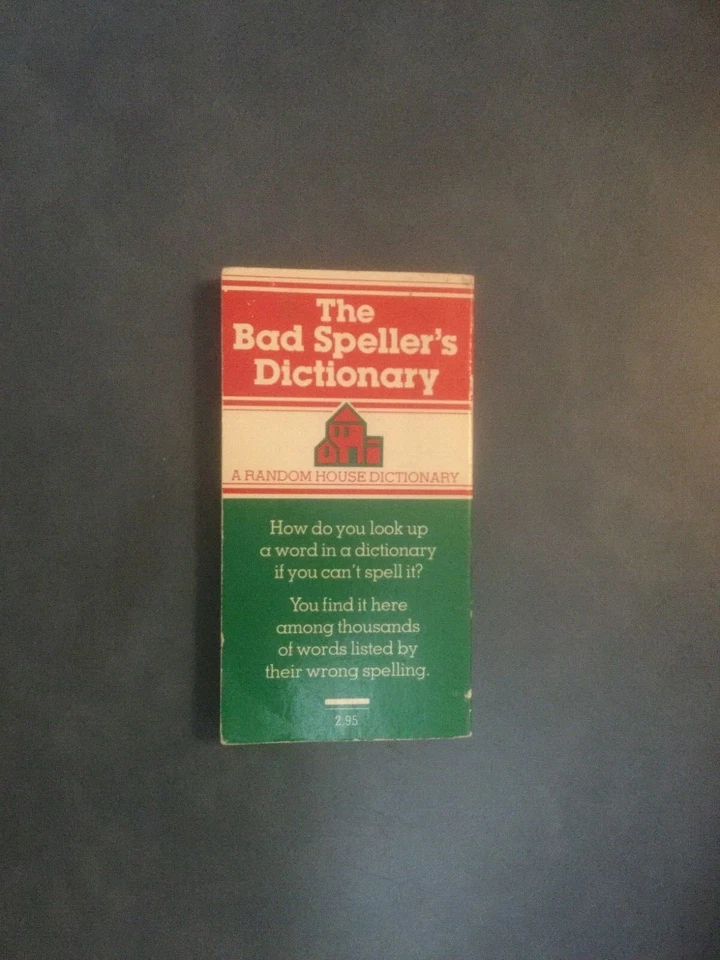 The
Bad Speller's
Dictionary
A RANDOM HOUSE DICTIONARY
How do you look up
a word in a dictionary
if you can't spell it?
You find it here
among thousands
of words listed by
their wrong spelling.
2.95